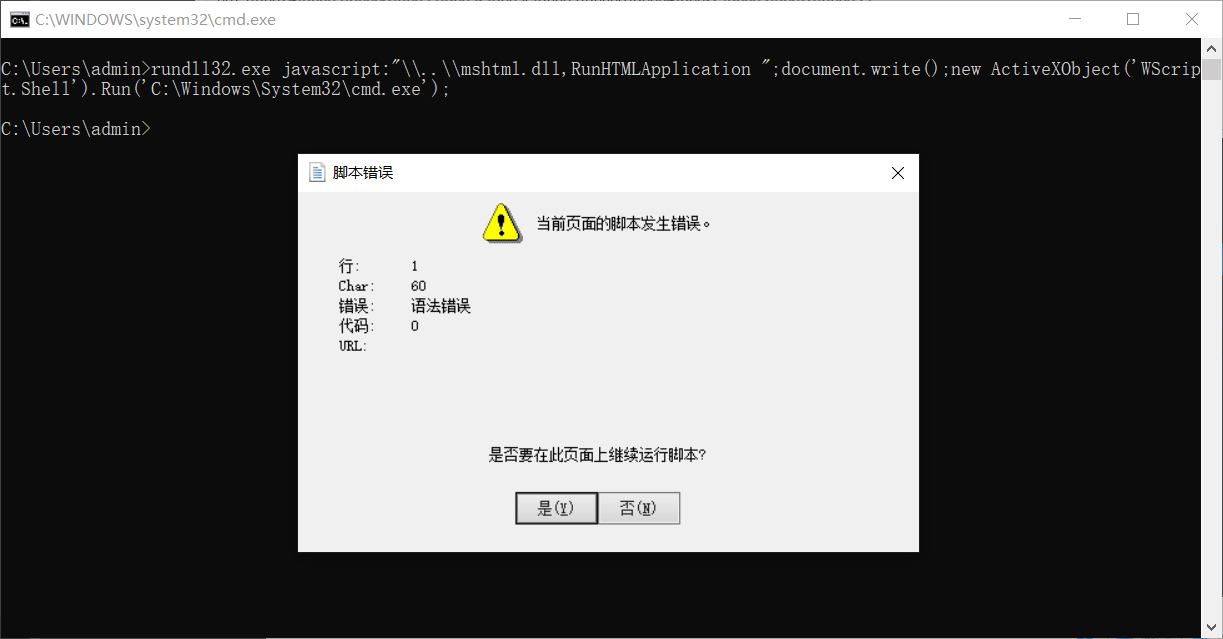 C:\WINDOWS\system32\cmd.exe
C:\Users\admin>rundll32.exe javascript:"\\..\\mshtml.dll,RunHTMLApplication ";document.write();new ActiveXObject('WScrip
t.Shell').Run('C:\Windows\System32\cmd.exe');
C:\Users\admin>
脚本错误
当前页面的脚本发生错误。
行: 1
Char: 60
错误: 语法错误
代码: 0
URL:
是否要在此页面上继续运行脚本?
是(Y) 否(N)